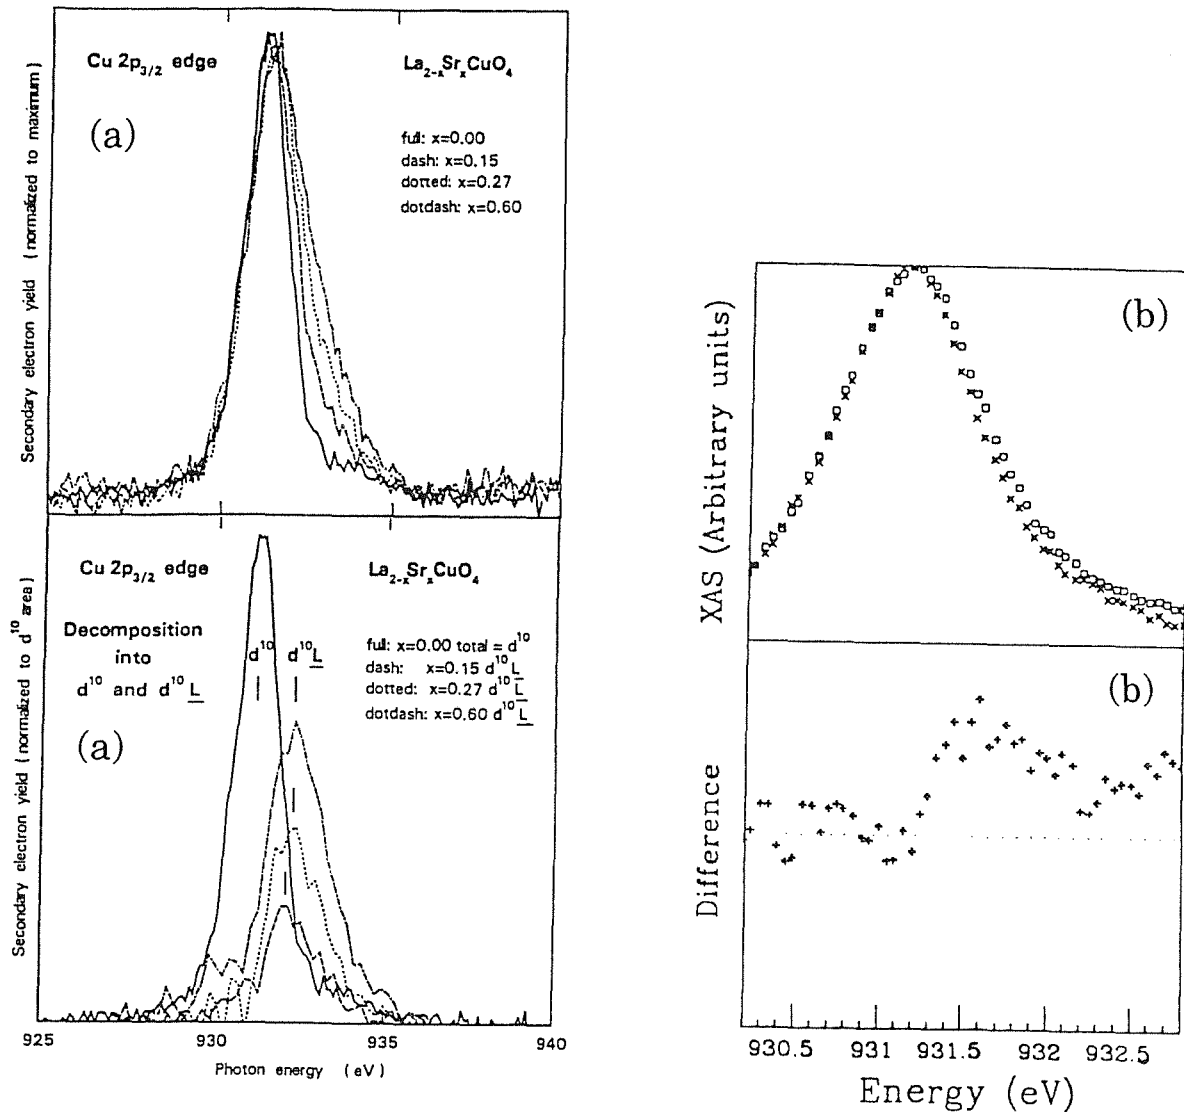 Cu 2p3/2 edge
La2-xSrxCuO4
(a)
full: x=0.00
dash: x=0.15
dotted: x=0.27
dotdash: x=0.60
Secondary electron yield (normalized to maximum)
Cu 2p3/2 edge
La2-xSrxCuO4
Decomposition
into
d10 and d10 L
d10 d10L
full: x=0.00 total = d10
dash: x=0.15 d10 L
dotted: x=0.27 d10 L
dotdash: x=0.60 d10 L
(a)
Secondary electron yield (normalized to d10 area)
925 930 935 940
Photon energy (eV)
(b)
XAS (Arbitrary units)
(b)
Difference
930.5 931 931.5 932 932.5
Energy (eV)